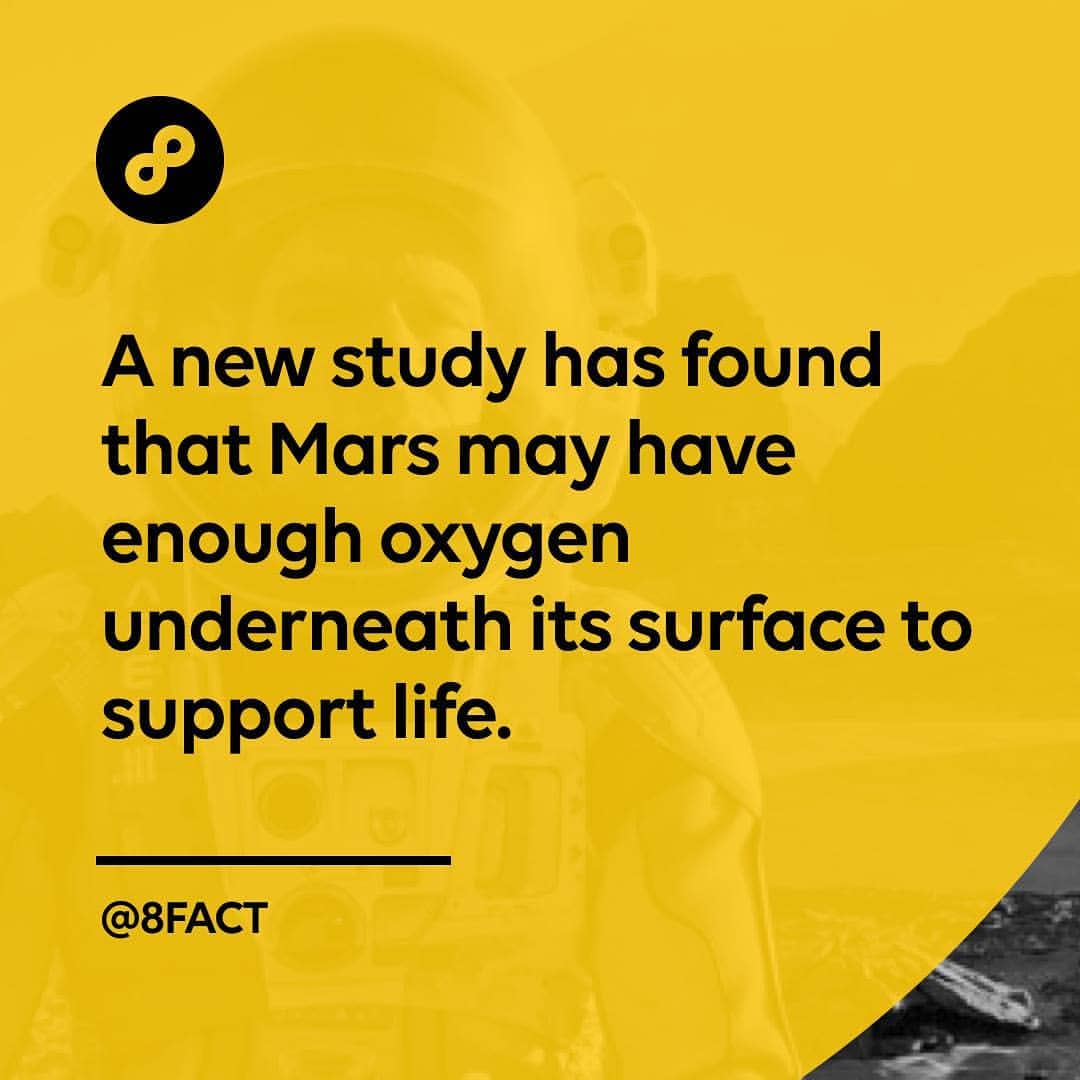 A new study has found
that Mars may have
enough oxygen
underneath its surface to
support life.
@8FACT